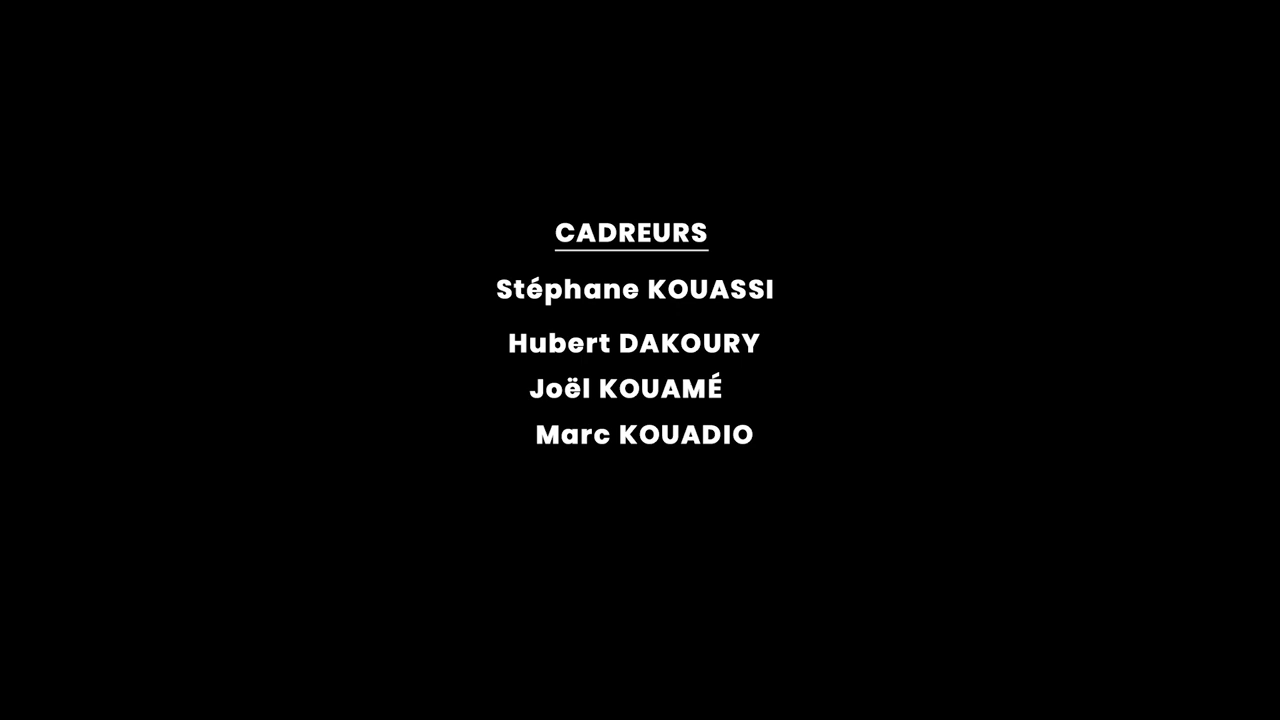 CADREURS
Stéphane KOUASSI
Hubert DAKOURY
Joël KOUAMÉ
Marc KOUADIO